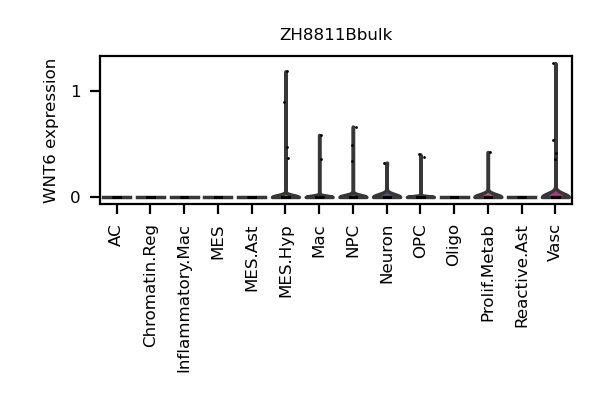 ZH8811Bbulk
WNT6 expression
1
0
AC
Chromatin.Reg
Inflammatory.Mac
MES
MES.Ast
MES.Hyp
Mac
NPC
Neuron
OPC
Oligo
Prolif.Metab
Reactive.Ast
Vasc